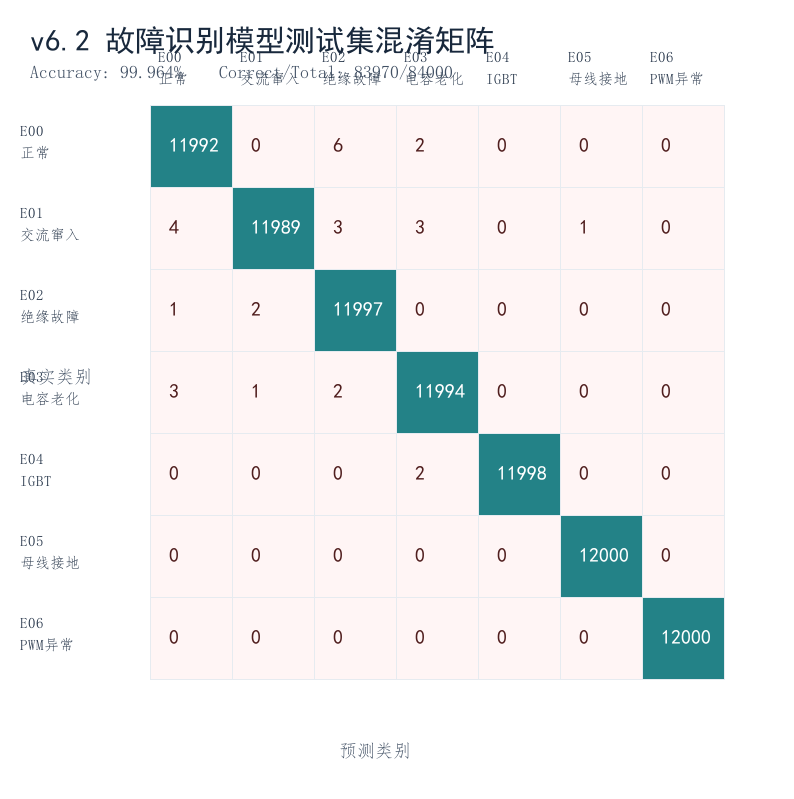 v6.2 故障识别模型测试集混淆矩阵
Accuracy: 99.964% Correct/Total: 83970/84000
E00 E01 E02 E03 E04 E05 E06
正常 交流窜入 绝缘故障 电容老化 IGBT 母线接地 PWM异常
E00
正常
11992 0 6 2 0 0 0
E01
交流窜入
4 11989 3 3 0 1 0
E02
绝缘故障
1 2 11997 0 0 0 0
真实类别
E03
电容老化
3 1 2 11994 0 0 0
E04
IGBT
0 0 0 2 11998 0 0
E05
母线接地
0 0 0 0 0 12000 0
E06
PWM异常
0 0 0 0 0 0 12000
预测类别